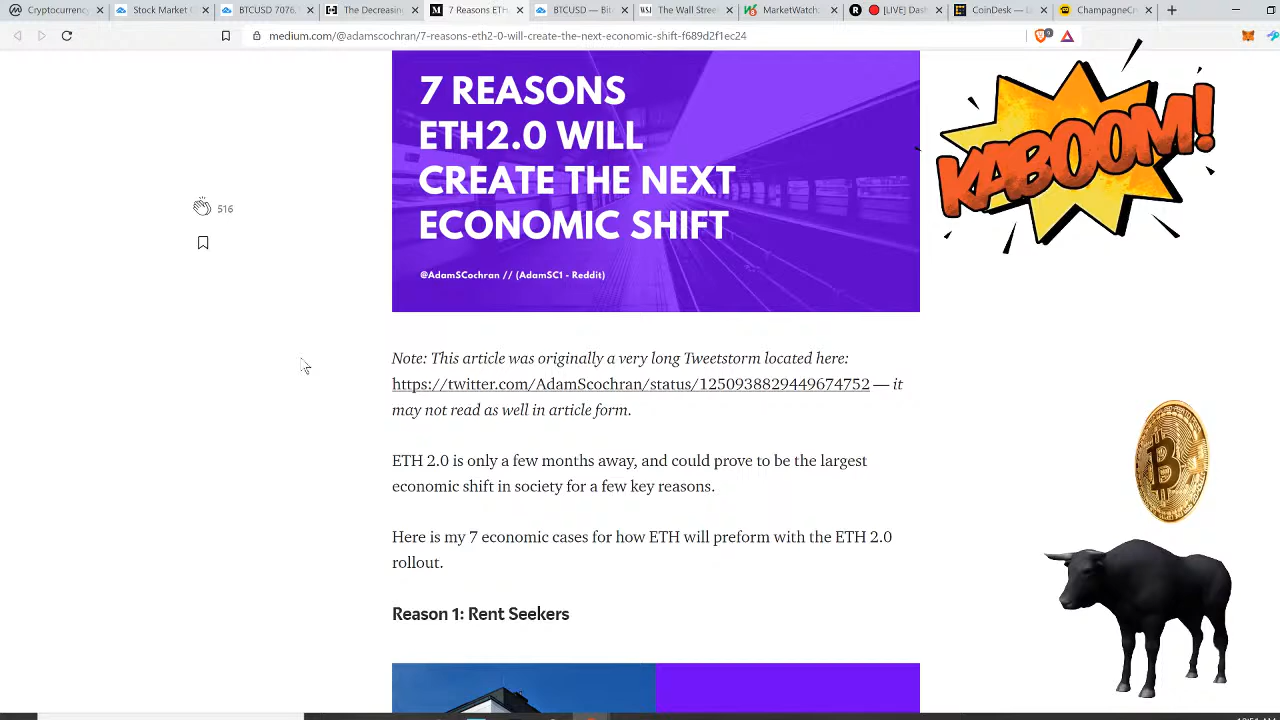 Cryptocurrency
Stock Market
BTCUSD 7076.
The Decreasin
7 Reasons ETH
BTCUSD — Bi
The Wall Stree
MarketWatch
[LIVE] Dash
CoinDesk - L
ChampagneCr
medium.com/@adamscochran/7-reasons-eth2-0-will-create-the-next-economic-shift-f689d2f1ec24
7 REASONS
ETH2.0 WILL
CREATE THE NEXT
ECONOMIC SHIFT
@AdamSCochran // (AdamSC1 - Reddit)
KABOOM!
516
Note: This article was originally a very long Tweetstorm located here:
https://twitter.com/AdamScochran/status/1250938829449674752 — it
may not read as well in article form.
ETH 2.0 is only a few months away, and could prove to be the largest
economic shift in society for a few key reasons.
Here is my 7 economic cases for how ETH will preform with the ETH 2.0
rollout.
Reason 1: Rent Seekers